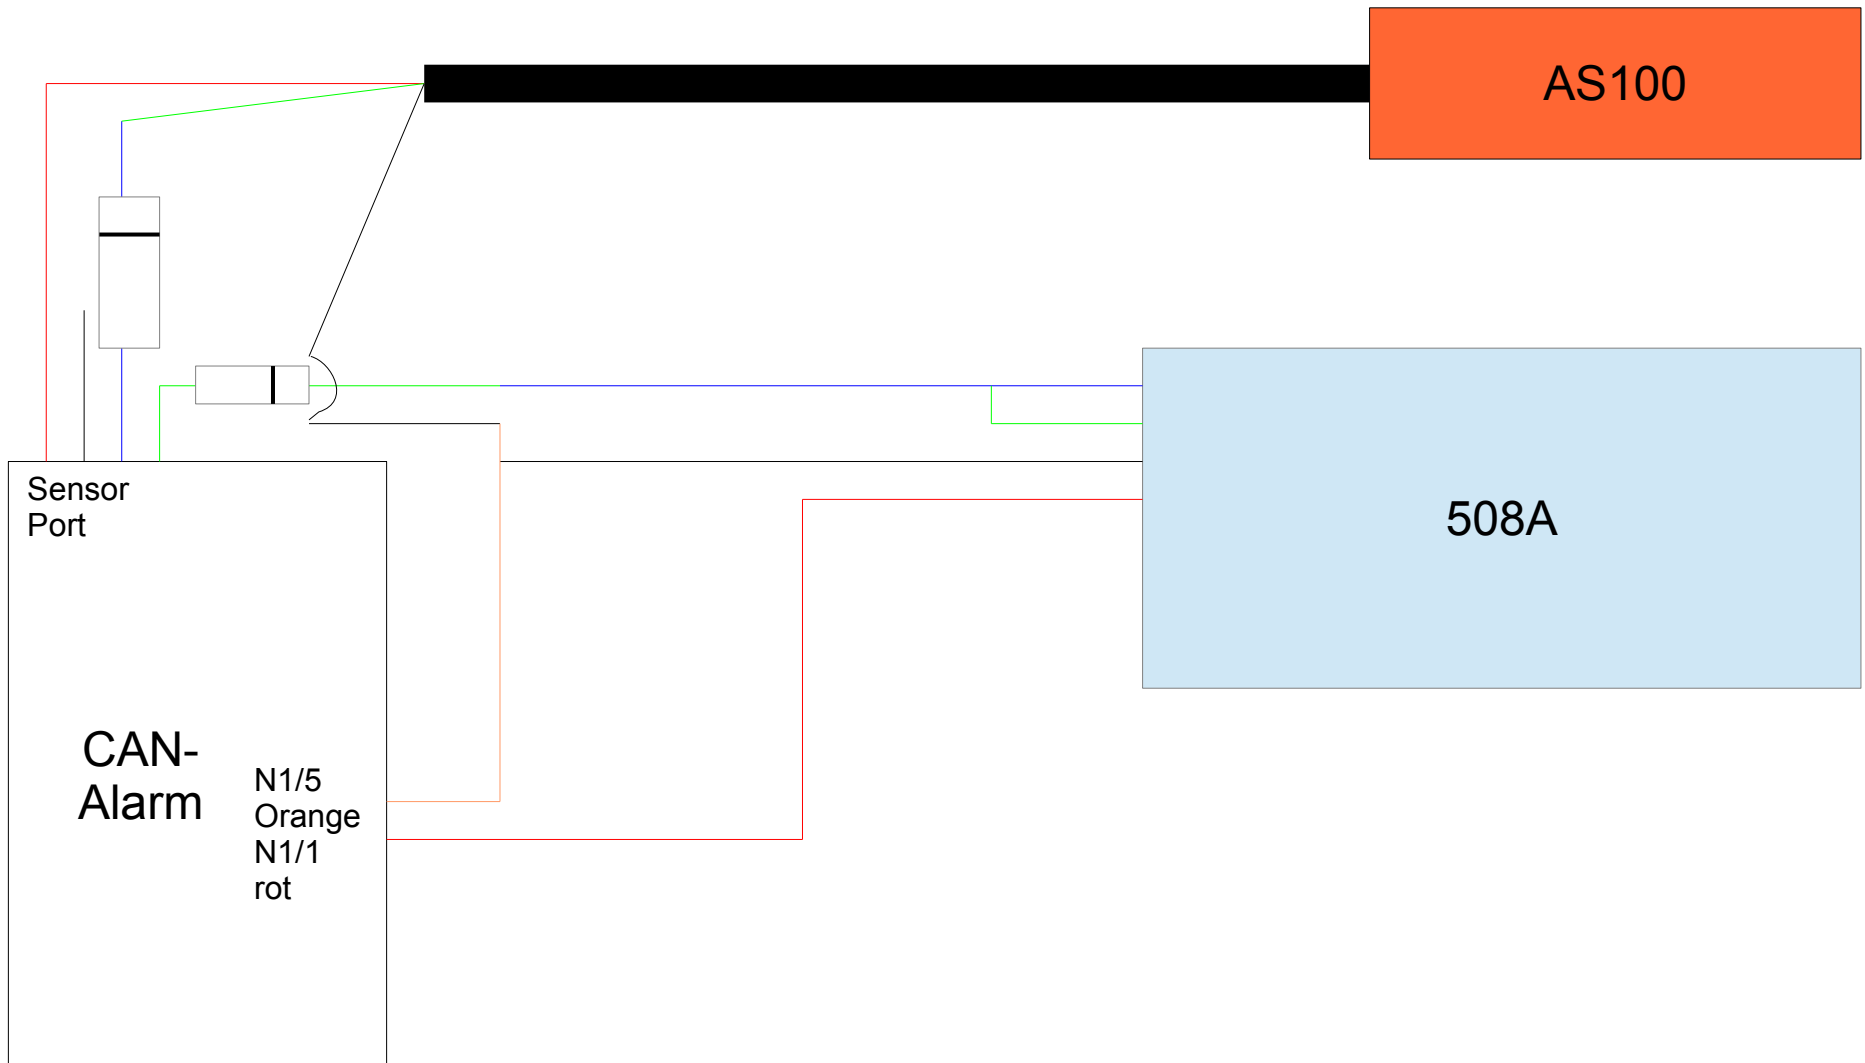 AS100
508A
Sensor
Port
CAN-
Alarm
N1/5
Orange
N1/1
rot